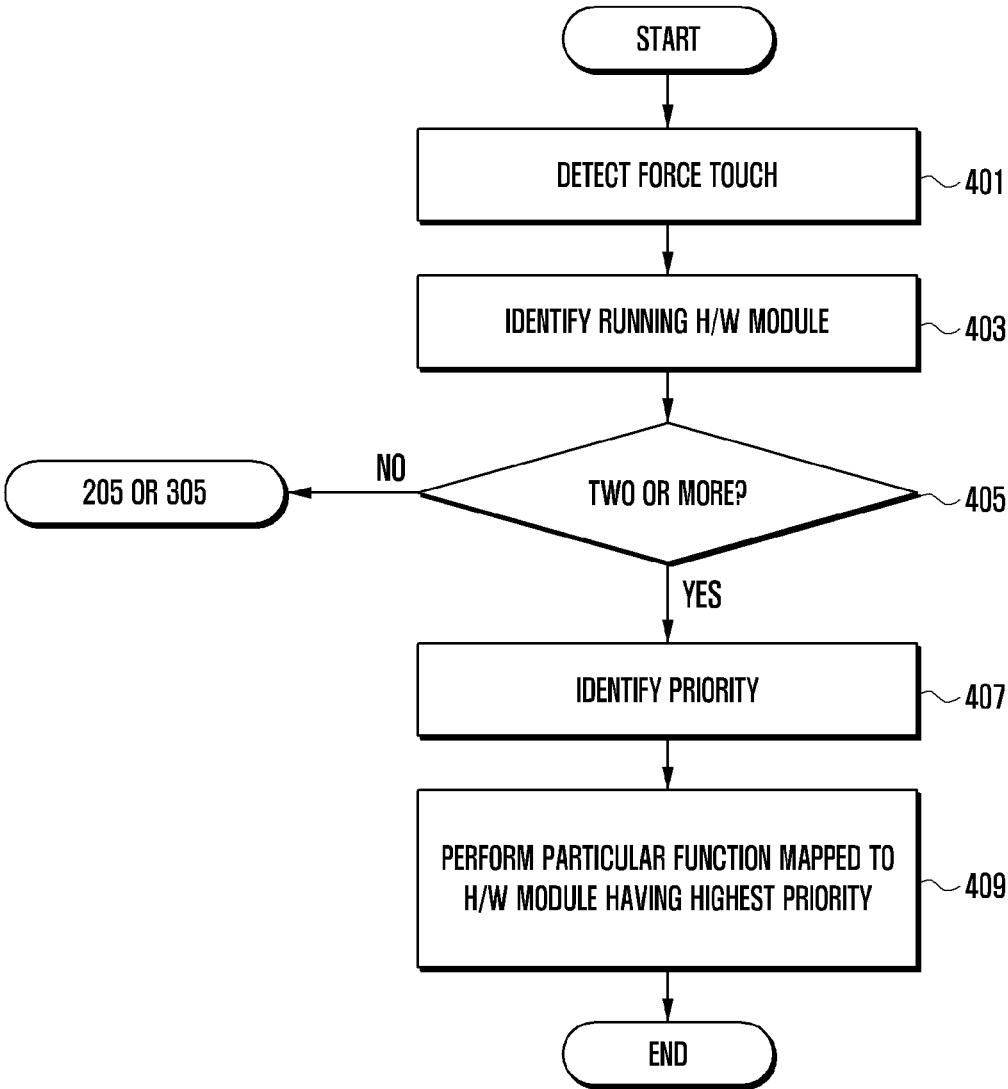 START
DETECT FORCE TOUCH
401
IDENTIFY RUNNING H/W MODULE
403
NO
205 OR 305
TWO OR MORE?
405
YES
IDENTIFY PRIORITY
407
PERFORM PARTICULAR FUNCTION MAPPED TO
H/W MODULE HAVING HIGHEST PRIORITY
409
END